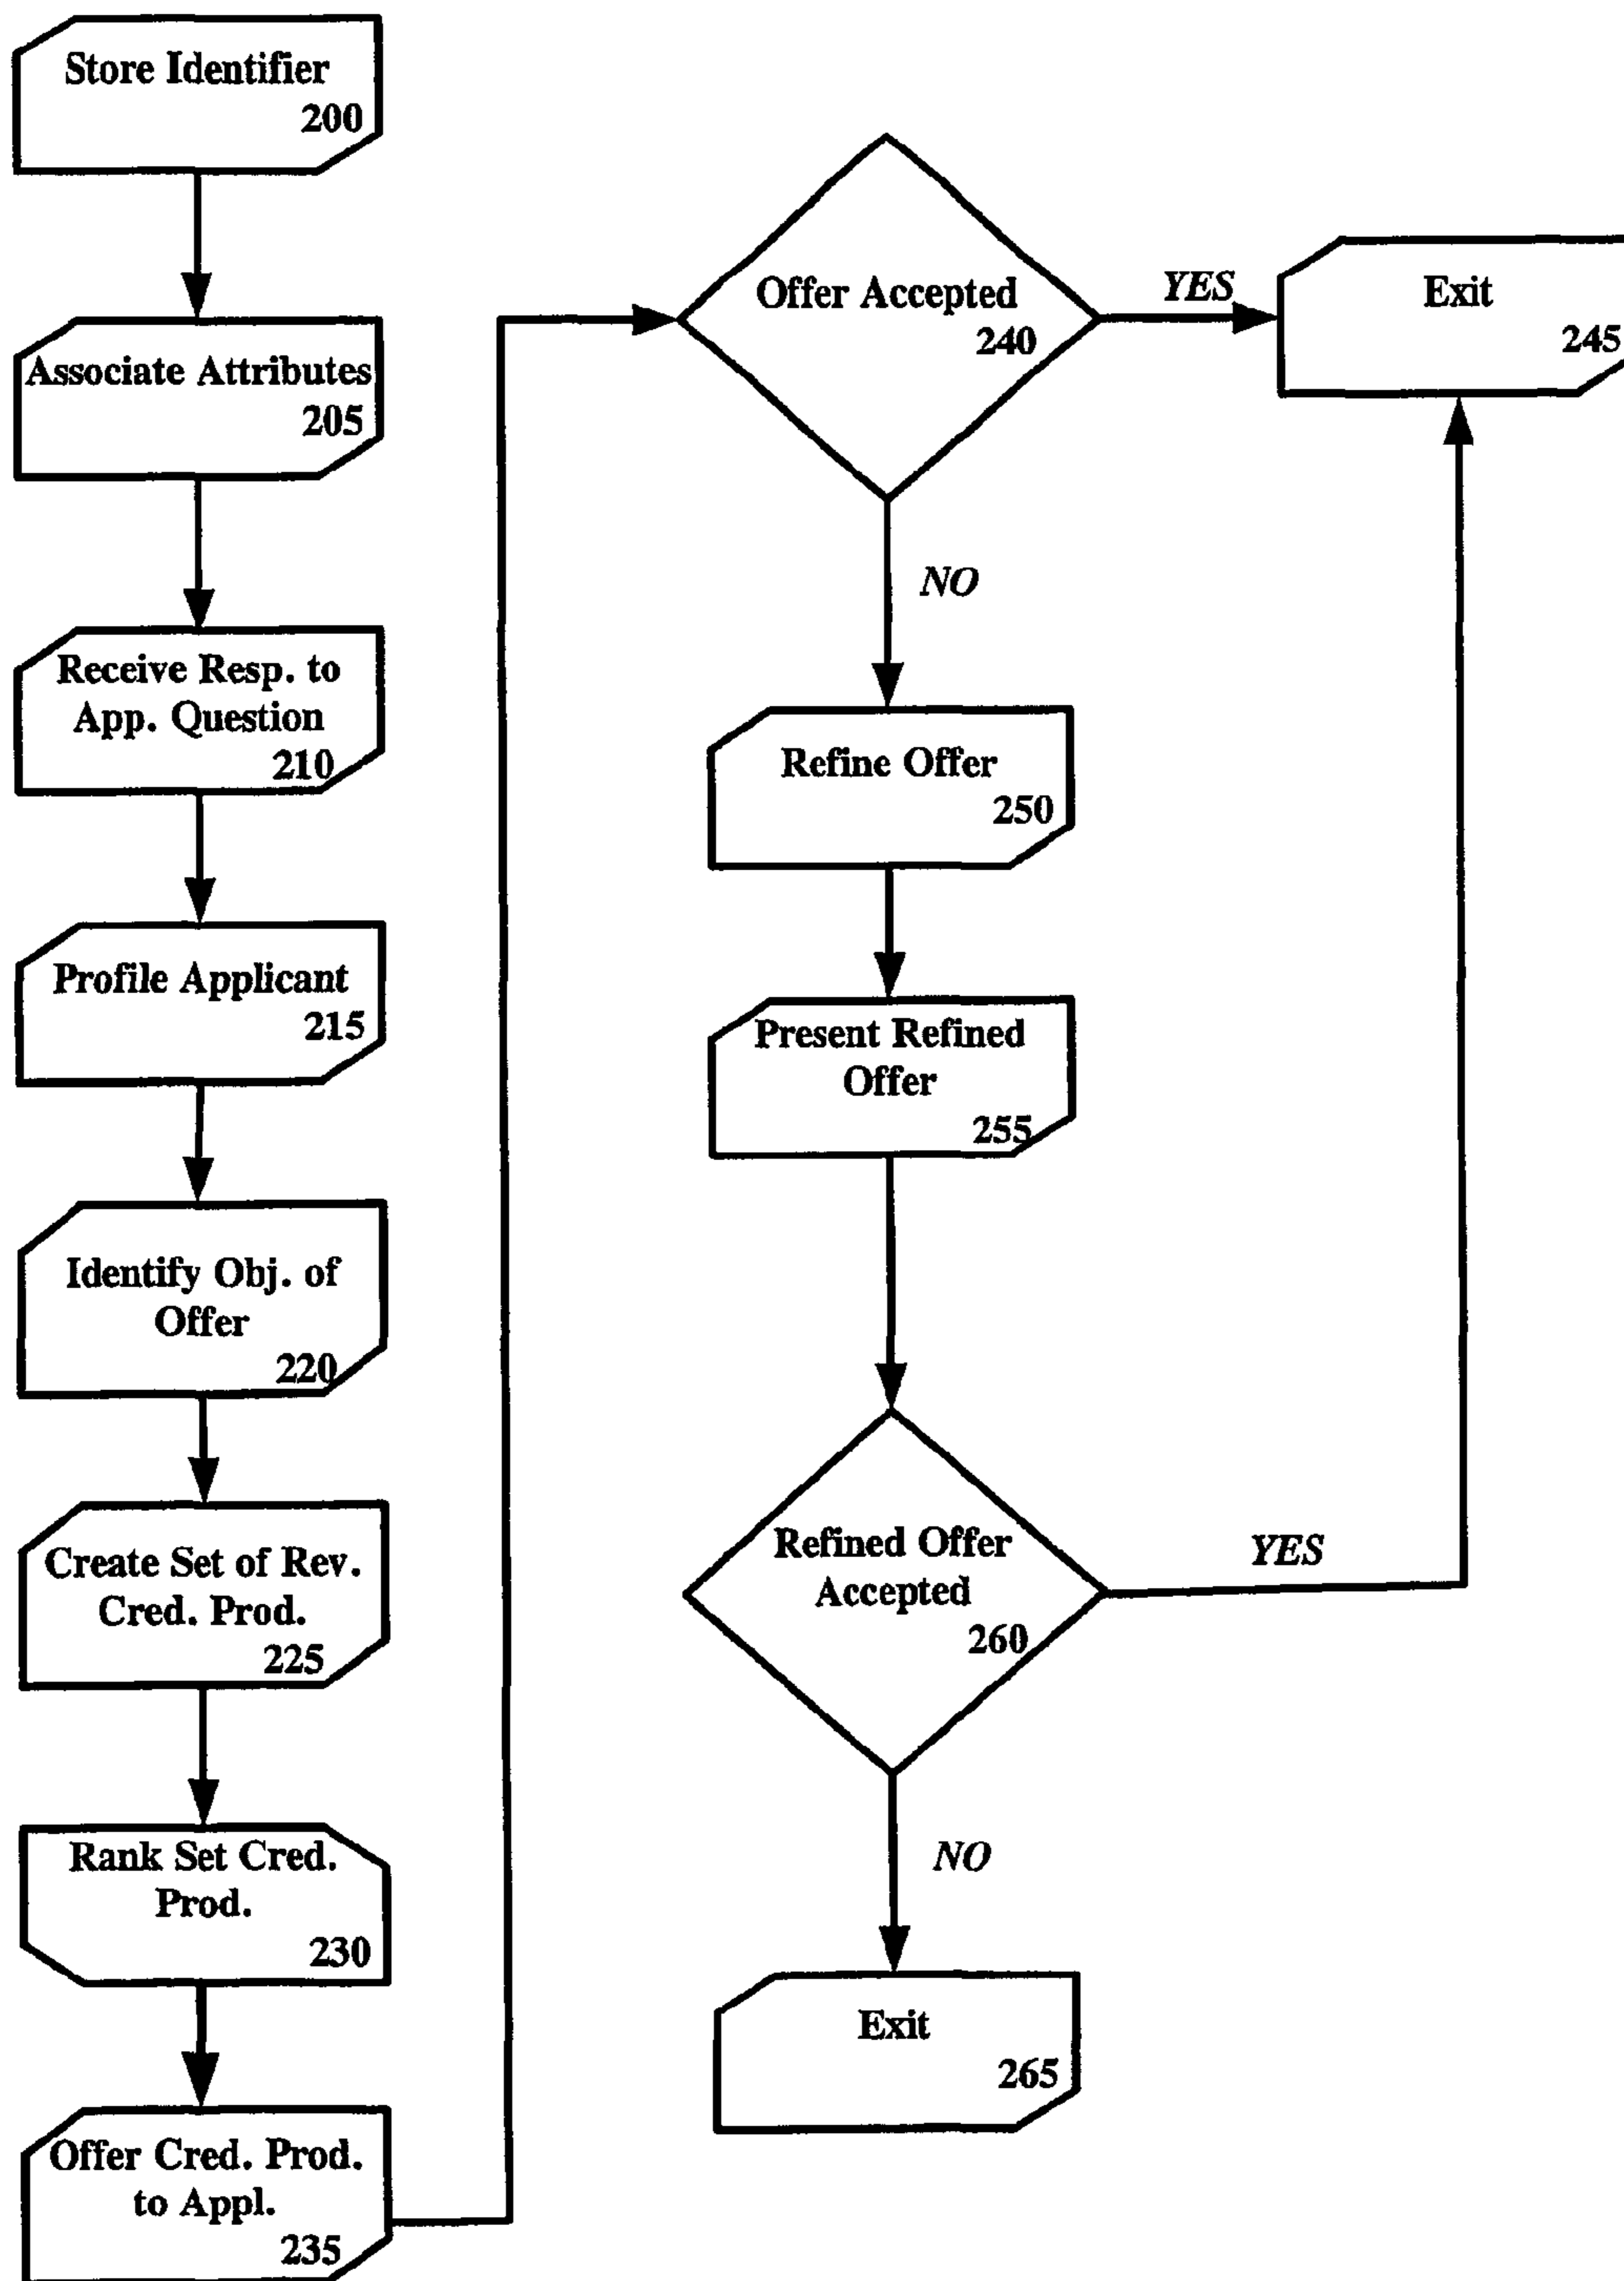 Store Identifier
200
Associate Attributes
205
Receive Resp. to
App. Question
210
Profile Applicant
215
Identify Obj. of
Offer
220
Create Set of Rev.
Cred. Prod.
225
Rank Set Cred.
Prod.
230
Offer Cred. Prod.
to Appl.
235
Offer Accepted
240
YES
Exit
245
NO
Refine Offer
250
Present Refined
Offer
255
Refined Offer
Accepted
260
YES
NO
Exit
265